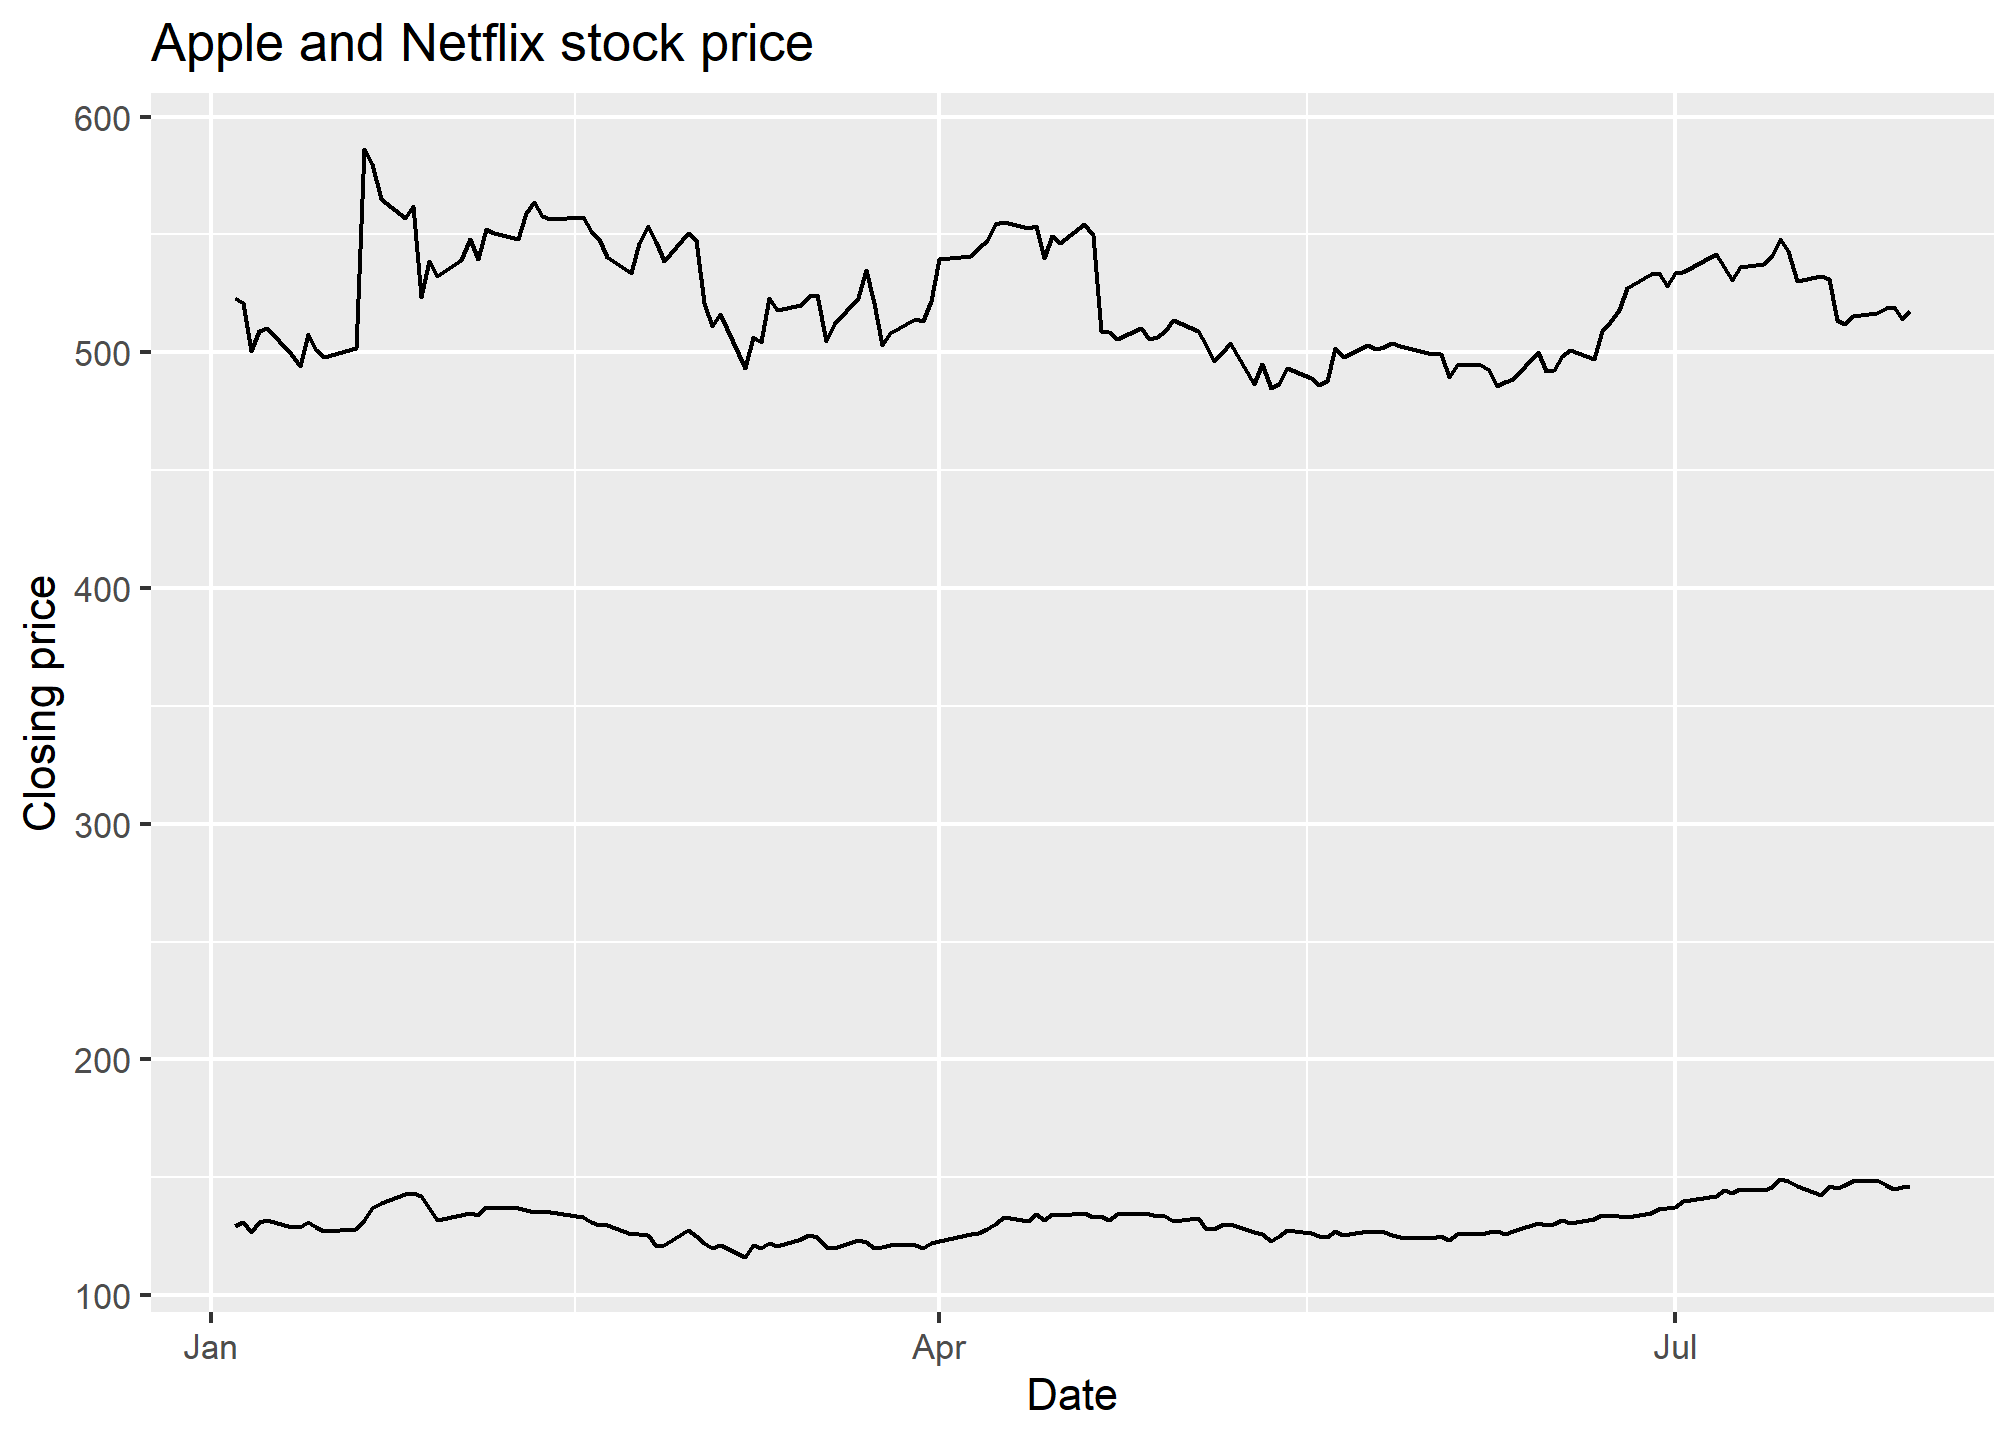 Apple and Netflix stock price
Closing price
600
500
400
300
200
100
Jan
Apr
Jul
Date